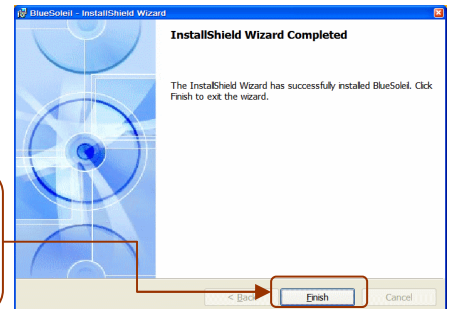 BlueSoleil - InstallShield Wizard
InstallShield Wizard Completed
The InstallShield Wizard has successfully installed BlueSoleil. Click
Finish to exit the wizard.
< Back
Finish
Cancel